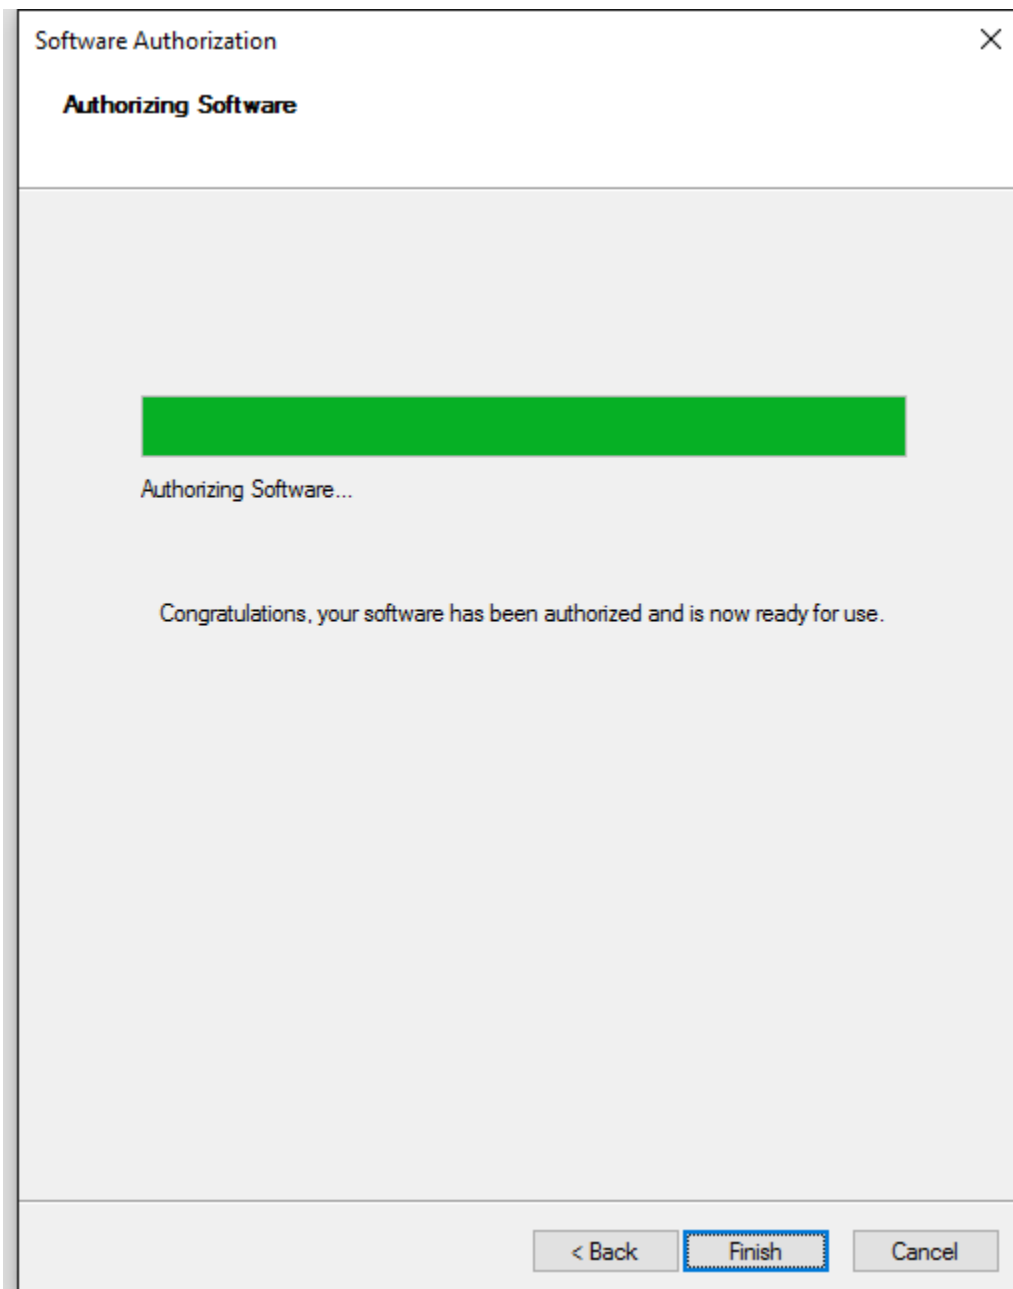 Software Authorization
Authorizing Software
Authorizing Software...
Congratulations, your software has been authorized and is now ready for use.
< Back
Finish
Cancel